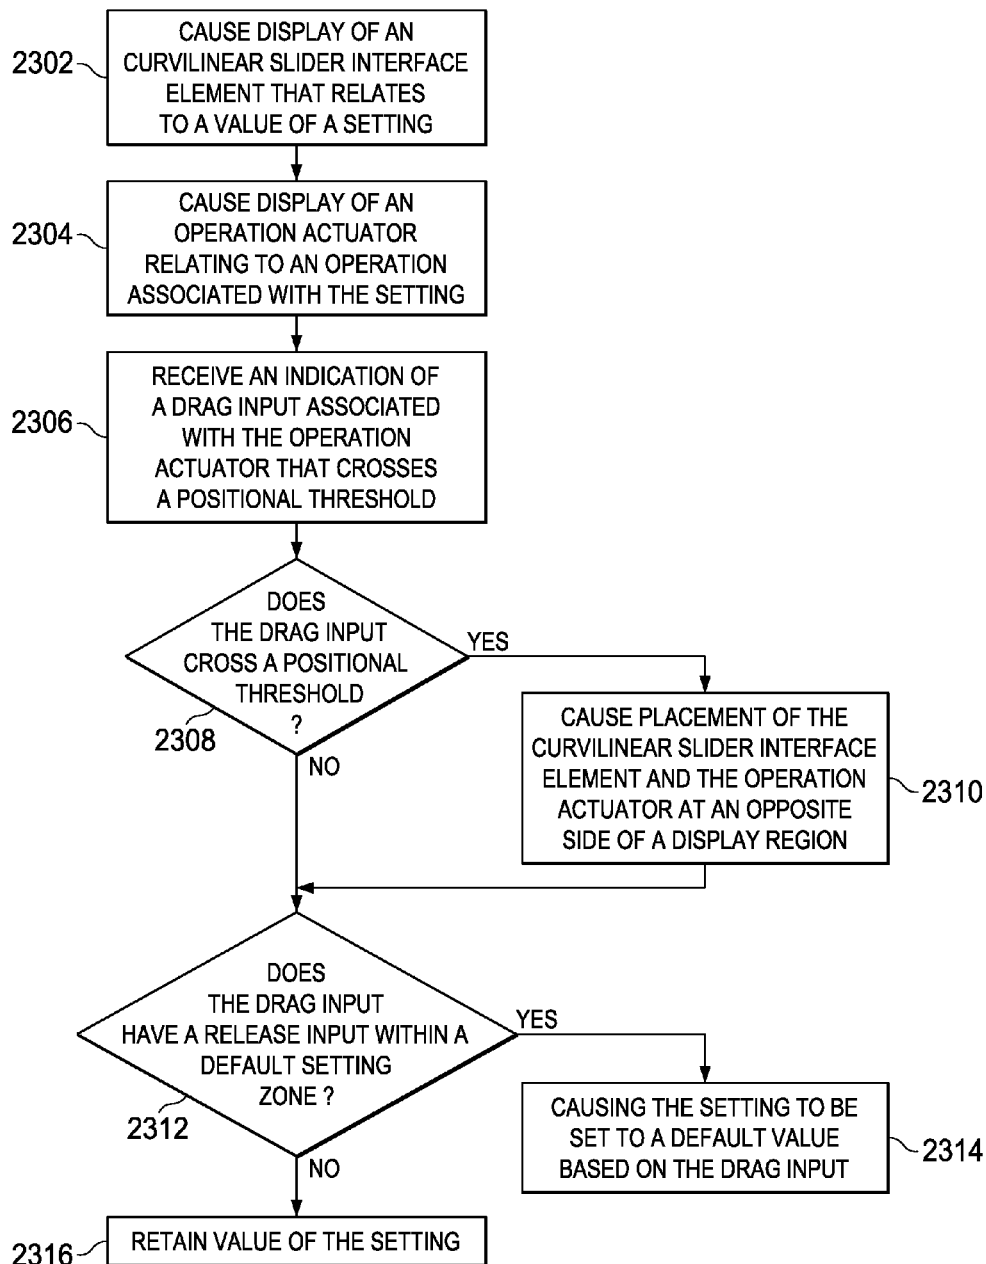 2302
CAUSE DISPLAY OF AN
CURVILINEAR SLIDER INTERFACE
ELEMENT THAT RELATES
TO A VALUE OF A SETTING
2304
CAUSE DISPLAY OF AN
OPERATION ACTUATOR
RELATING TO AN OPERATION
ASSOCIATED WITH THE SETTING
2306
RECEIVE AN INDICATION OF
A DRAG INPUT ASSOCIATED
WITH THE OPERATION
ACTUATOR THAT CROSSES
A POSITIONAL THRESHOLD
DOES
THE DRAG INPUT
CROSS A POSITIONAL
THRESHOLD
?
2308
YES
NO
CAUSE PLACEMENT OF THE
CURVILINEAR SLIDER INTERFACE
ELEMENT AND THE OPERATION
ACTUATOR AT AN OPPOSITE
SIDE OF A DISPLAY REGION
2310
DOES
THE DRAG INPUT
HAVE A RELEASE INPUT WITHIN A
DEFAULT SETTING
ZONE ?
2312
YES
NO
CAUSING THE SETTING TO BE
SET TO A DEFAULT VALUE
BASED ON THE DRAG INPUT
2314
RETAIN VALUE OF THE SETTING
2316